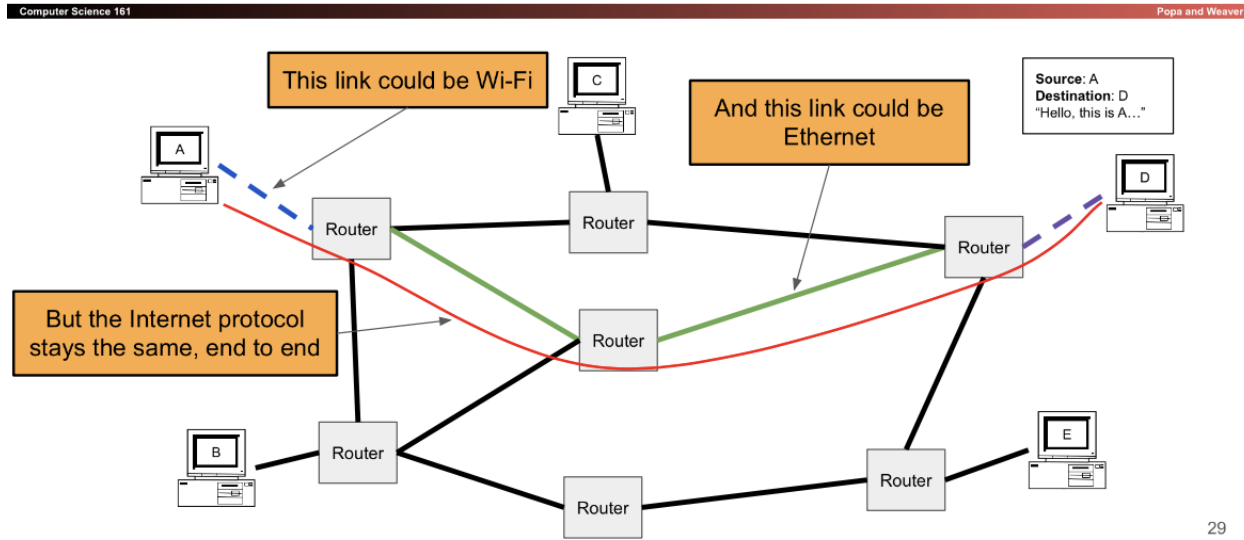 Computer Science 161
Popa and Weaver
This link could be Wi-Fi
C
And this link could be
Ethernet
Source: A
Destination: D
“Hello, this is A…”
A
D
Router
Router
Router
But the Internet protocol
stays the same, end to end
Router
B
Router
E
Router
Router
29